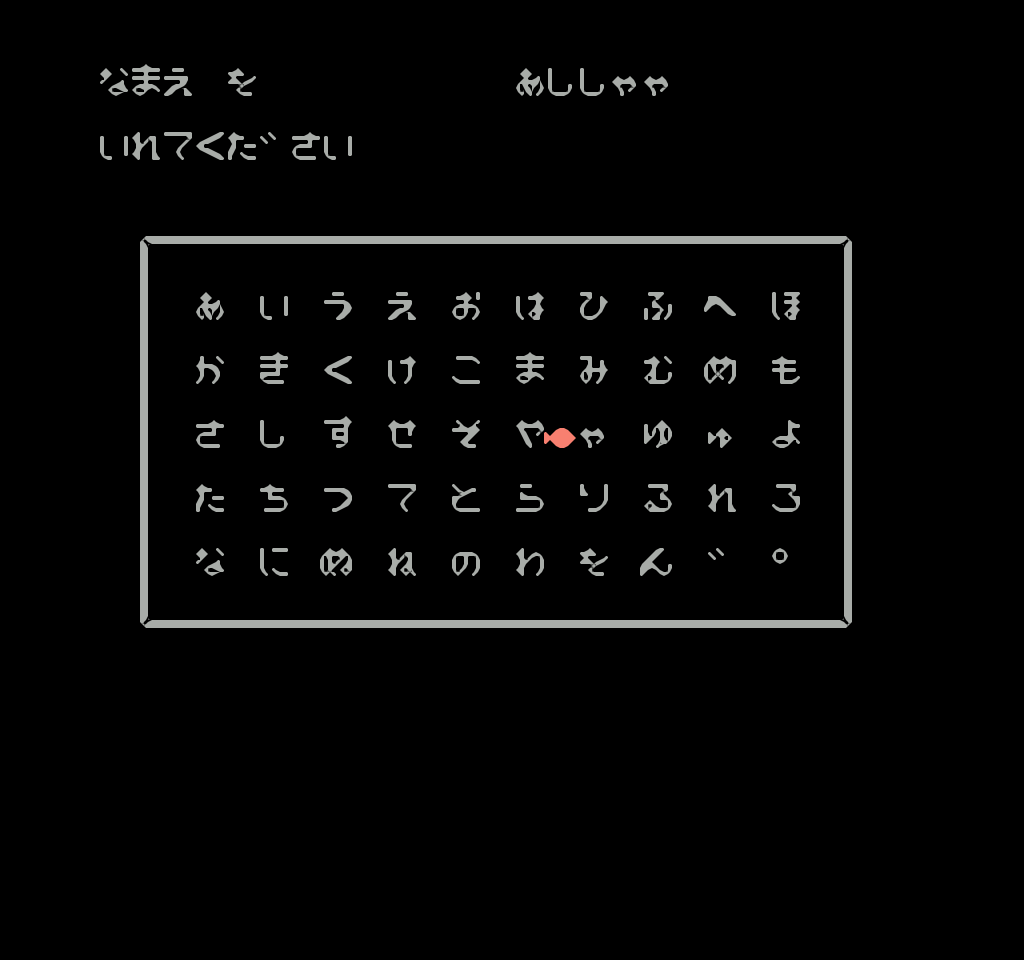 なまえ を
あししゃゃ
いれてください
あ い う え お は ひ ふ へ ほ
か き く け こ ま み む め も
さ し す せ そ や ゃ ゆ ゅ よ
た ち つ て と ら り る れ ろ
な に ぬ ね の わ を ん ゛ ゜